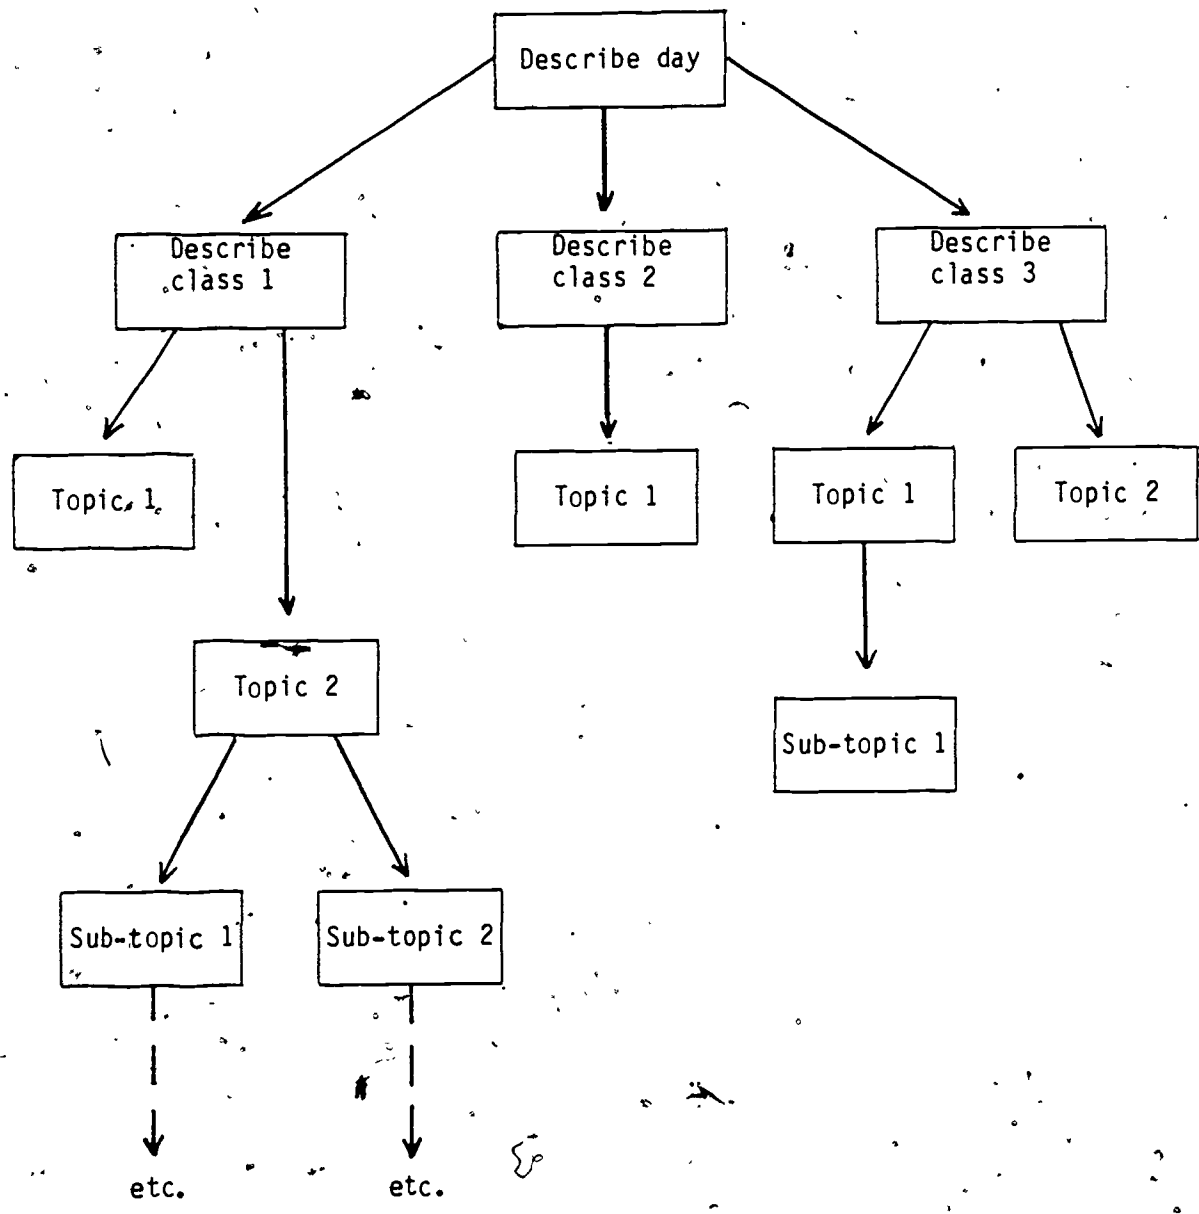 Describe day
Describe
class 1
Describe
class 2
Describe
class 3
Topic 1
Topic 1
Topic 1
Topic 2
Topic 2
Sub-topic 1
Sub-topic 1
Sub-topic 2
etc.
etc.